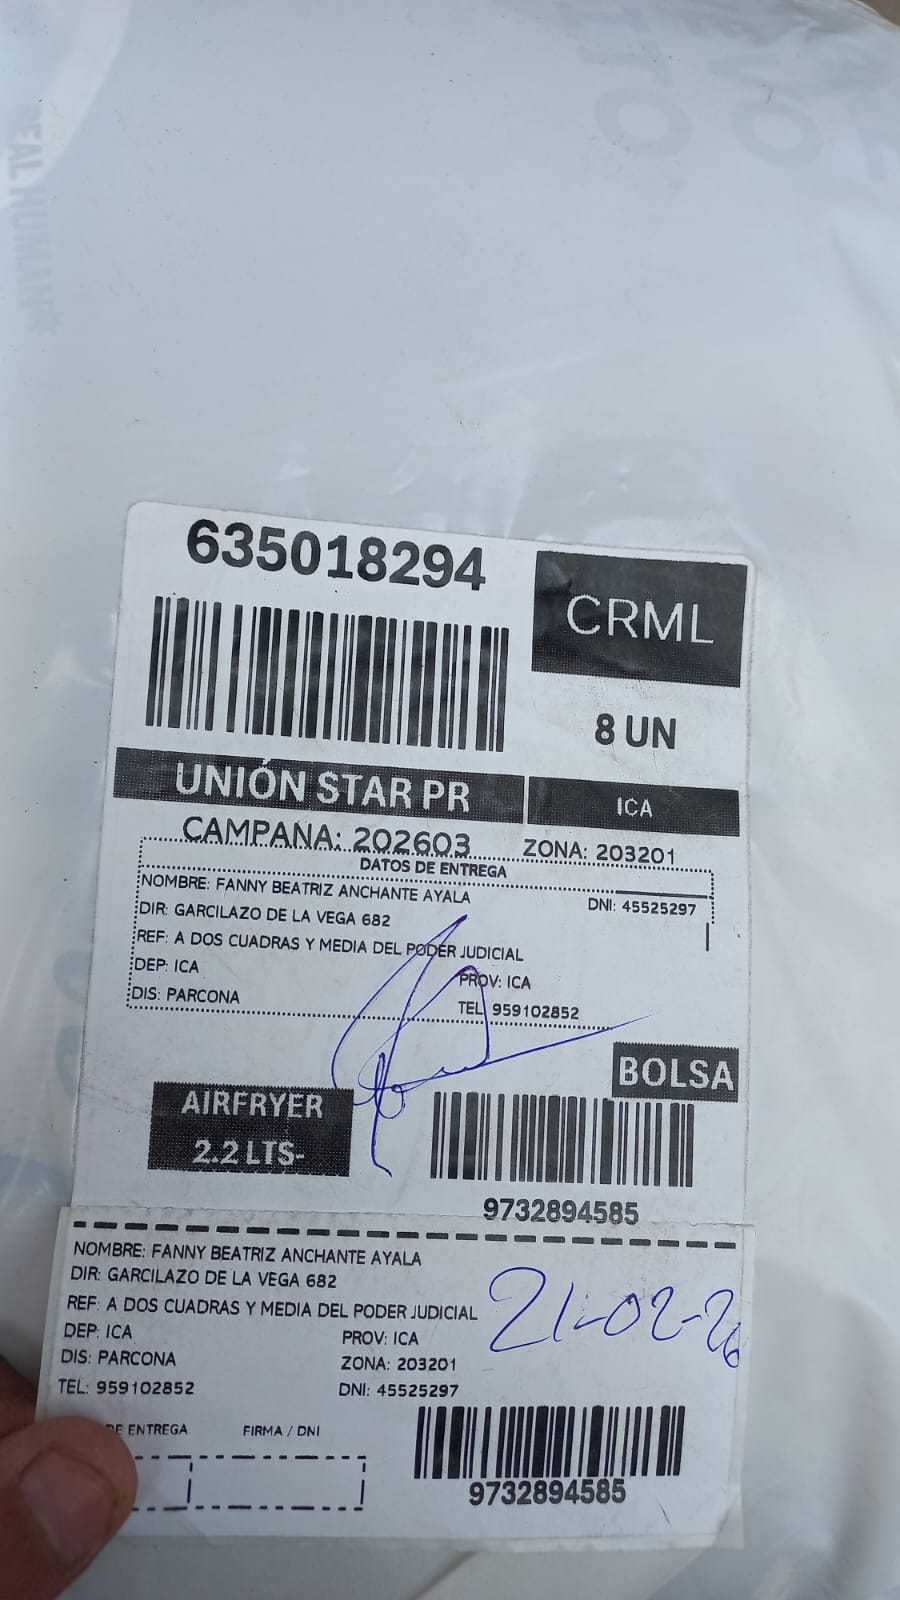 635018294
CRML
8 UN
UNIÓN STAR PR
ICA
CAMPANA: 202603
ZONA: 203201
DATOS DE ENTREGA
NOMBRE: FANNY BEATRIZ ANCHANTE AYALA
DNI: 45525297
DIR: GARCILAZO DE LA VEGA 682
REF: A DOS CUADRAS Y MEDIA DEL PODER JUDICIAL
DEP: ICA
PROV: ICA
DIS: PARCONA
TEL: 959102852
BOLSA
AIRFRYER
2.2 LTS-
9732894585
NOMBRE: FANNY BEATRIZ ANCHANTE AYALA
DIR: GARCILAZO DE LA VEGA 682
REF: A DOS CUADRAS Y MEDIA DEL PODER JUDICIAL
21-02-26
DEP: ICA
PROV: ICA
DIS: PARCONA
ZONA: 203201
TEL: 959102852
DNI: 45525297
DE ENTREGA
FIRMA / DNI
9732894585